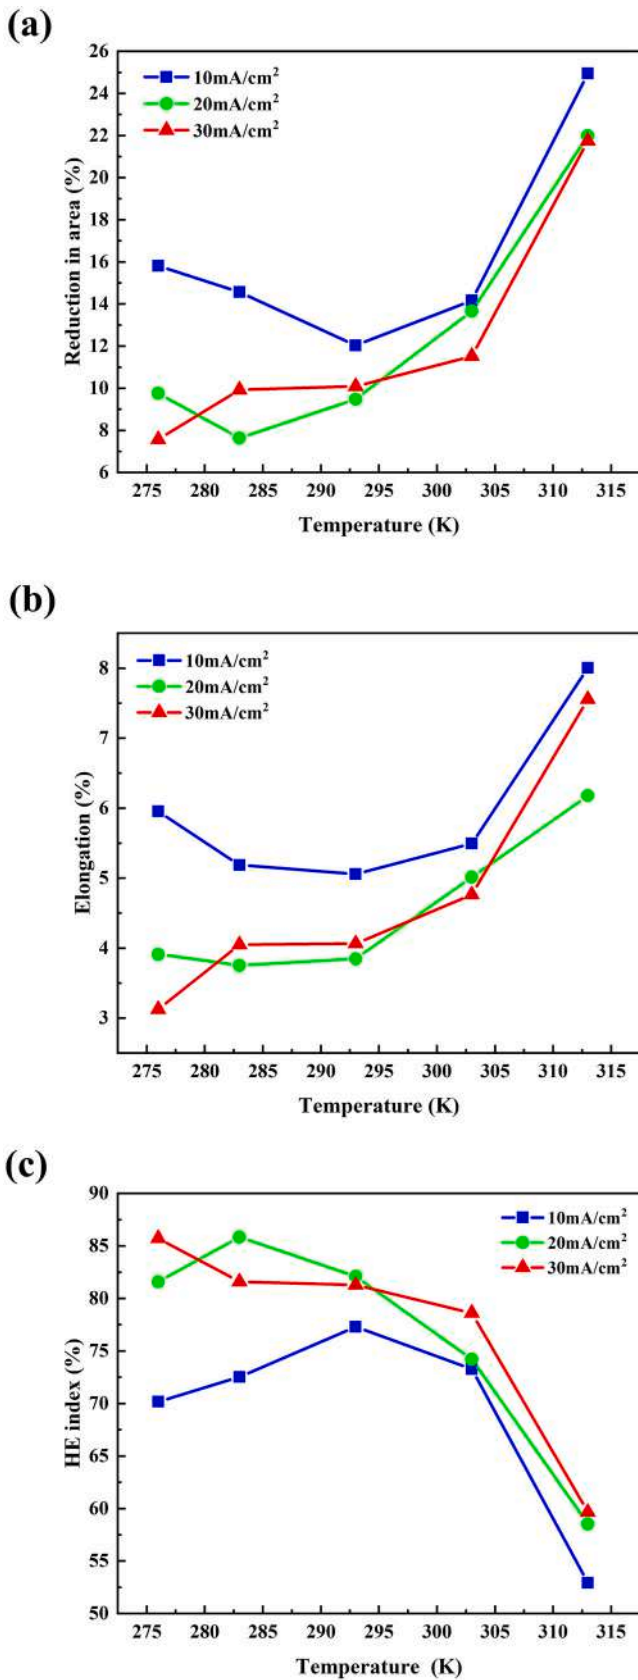 (a)
26
24
22
20
18
16
14
12
10
8
6
Reduction in area (%)
10mA/cm²
20mA/cm²
30mA/cm²
275 280 285 290 295 300 305 310 315
Temperature (K)
(b)
8
7
6
5
4
3
Elongation (%)
10mA/cm²
20mA/cm²
30mA/cm²
275 280 285 290 295 300 305 310 315
Temperature (K)
(c)
90
85
80
75
70
65
60
55
50
HE index (%)
10mA/cm²
20mA/cm²
30mA/cm²
275 280 285 290 295 300 305 310 315
Temperature (K)